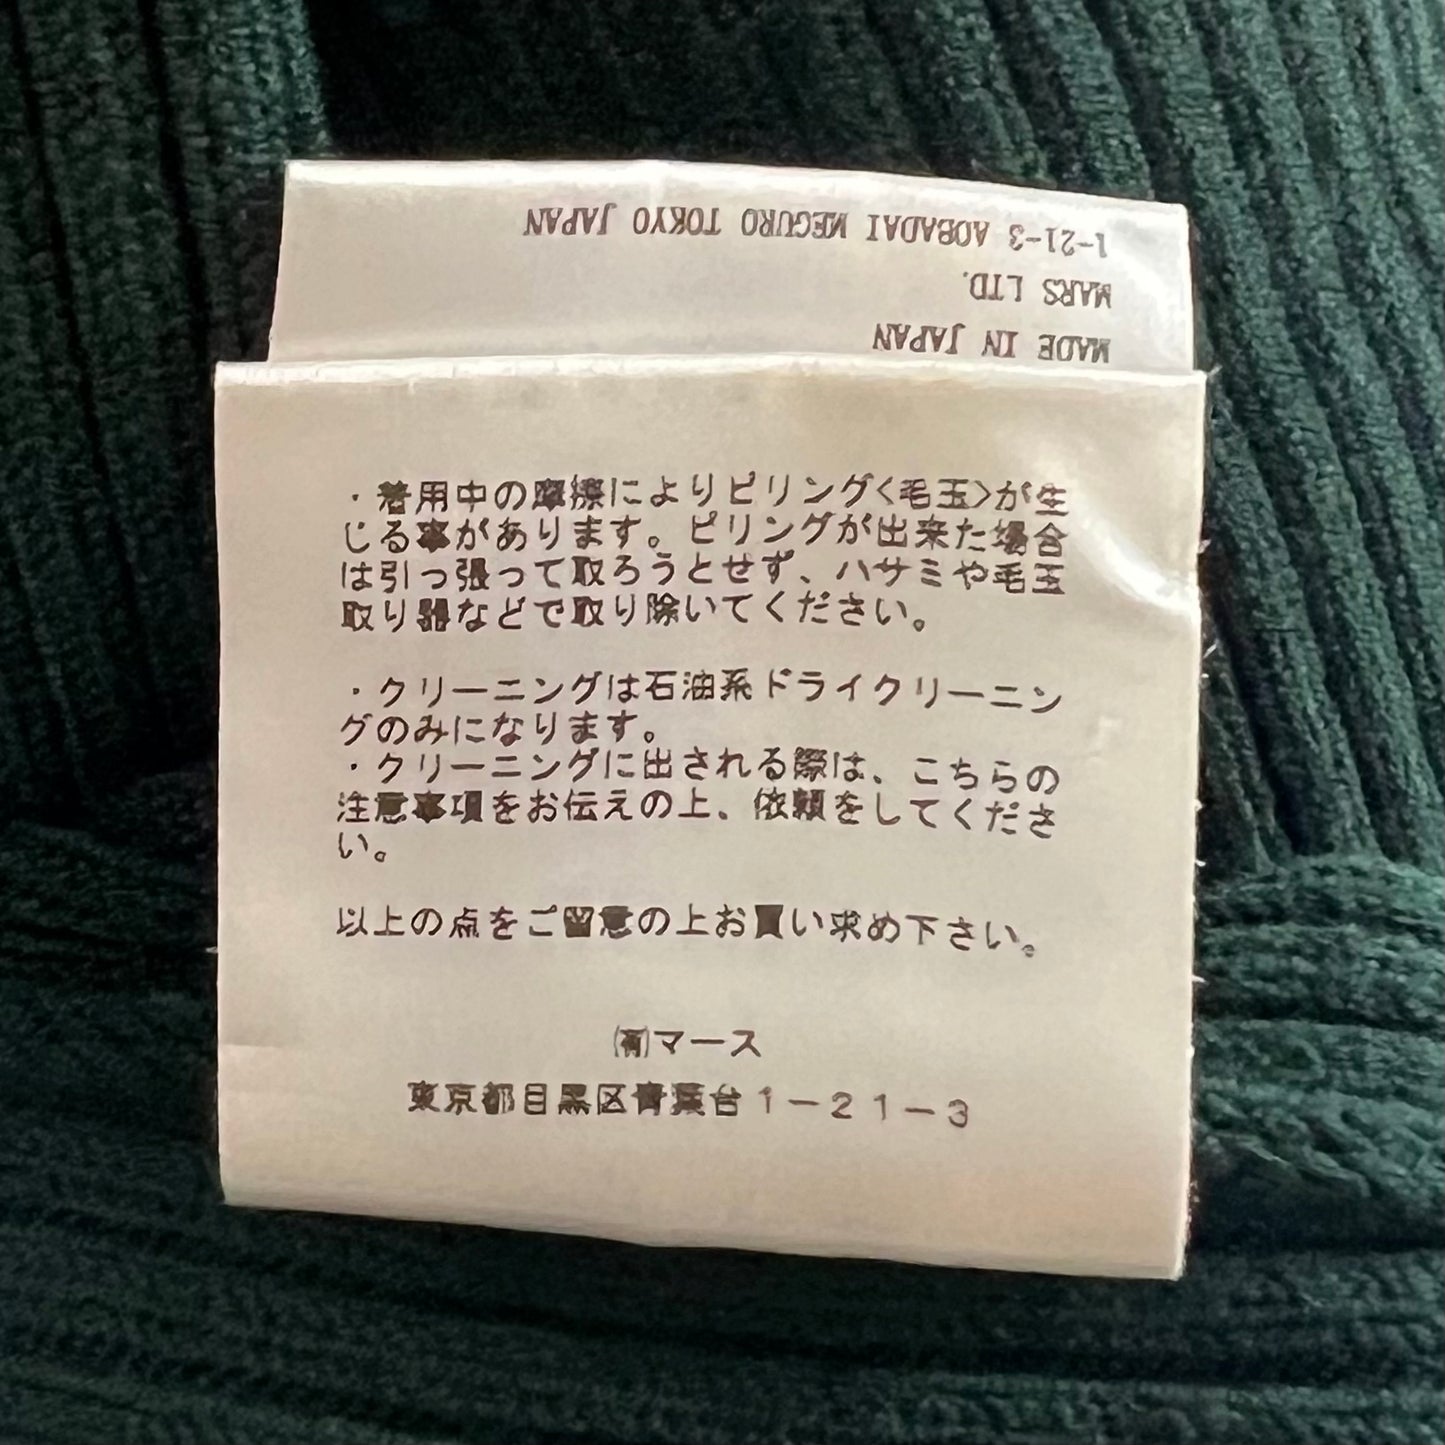 1-21-3 AOBADAI MEGURO TOKYO JAPAN
MARS LTD.
MADE IN JAPAN
・着用中の摩擦によりピリング<毛玉>が生
じる事があります。ピリングが出来た場合
は引っ張って取ろうとせず、ハサミや毛玉
取り器などで取り除いてください。
・クリーニングは石油系ドライクリーニン
グのみになります。
・クリーニングに出される際は、こちらの
注意事項をお伝えの上、依頼をしてくださ
い。
以上の点をご留意の上お買い求め下さい。
㈲マース
東京都目黒区青葉台1－21－3